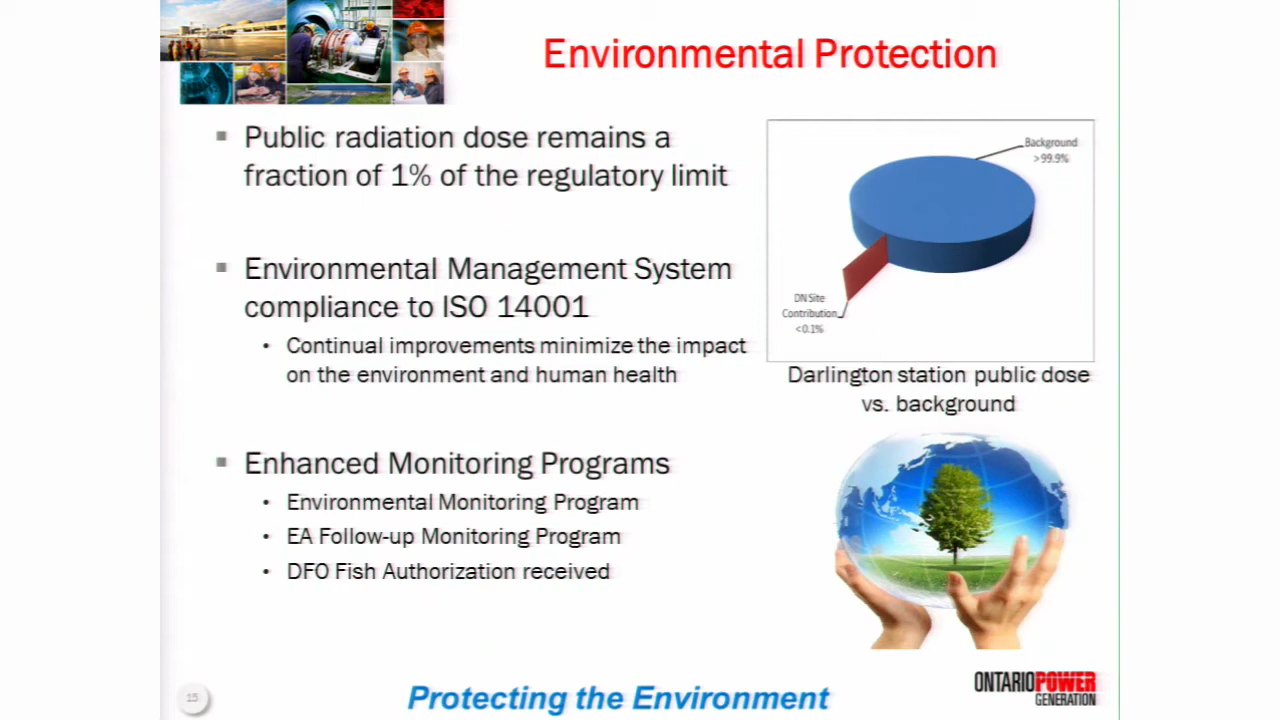 Environmental Protection
Public radiation dose remains a
fraction of 1% of the regulatory limit
Environmental Management System
compliance to ISO 14001
Continual improvements minimize the impact
on the environment and human health
Enhanced Monitoring Programs
Environmental Monitoring Program
EA Follow-up Monitoring Program
DFO Fish Authorization received
Background
>99.9%
DN Site
Contribution
<0.1%
Darlington station public dose
vs. background
15
Protecting the Environment
ONTARIOPOWER
GENERATION